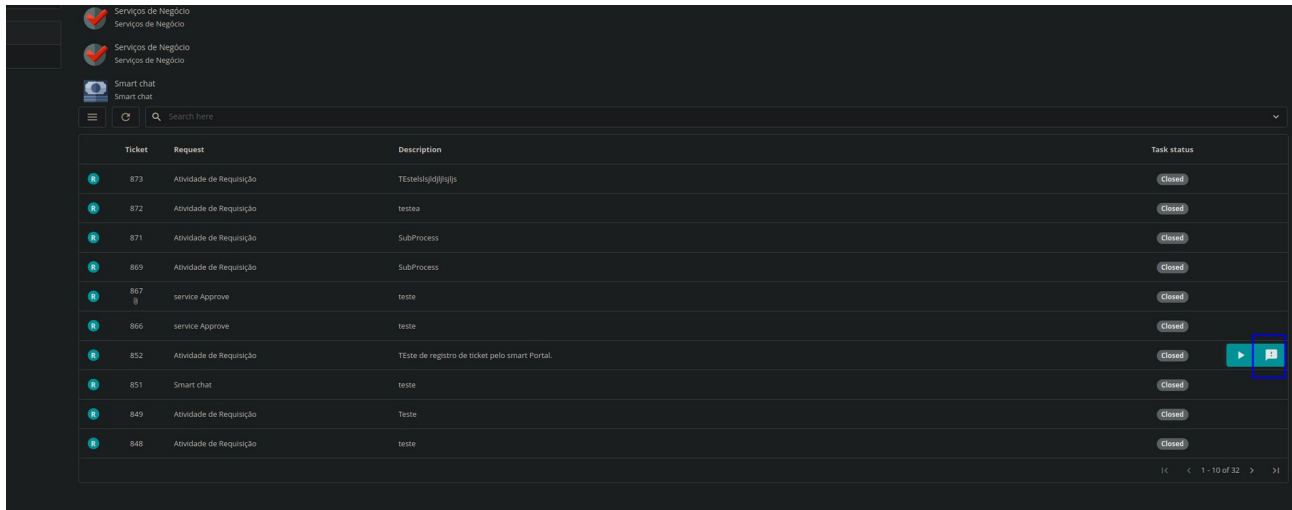 Serviços de Negócio
Serviços de Negócio
Serviços de Negócio
Serviços de Negócio
Smart chat
Smart chat
Search here
Ticket Request Description Task status
R 873 Atividade de Requisição TEstelslsjldjljlsjljs Closed
R 872 Atividade de Requisição testea Closed
R 871 Atividade de Requisição SubProcess Closed
R 869 Atividade de Requisição SubProcess Closed
R 867 service Approve teste Closed
R 866 service Approve teste Closed
R 852 Atividade de Requisição TEste de registro de ticket pelo smart Portal. Closed
R 851 Smart chat teste Closed
R 849 Atividade de Requisição Teste Closed
R 848 Atividade de Requisição teste Closed
1 - 10 of 32